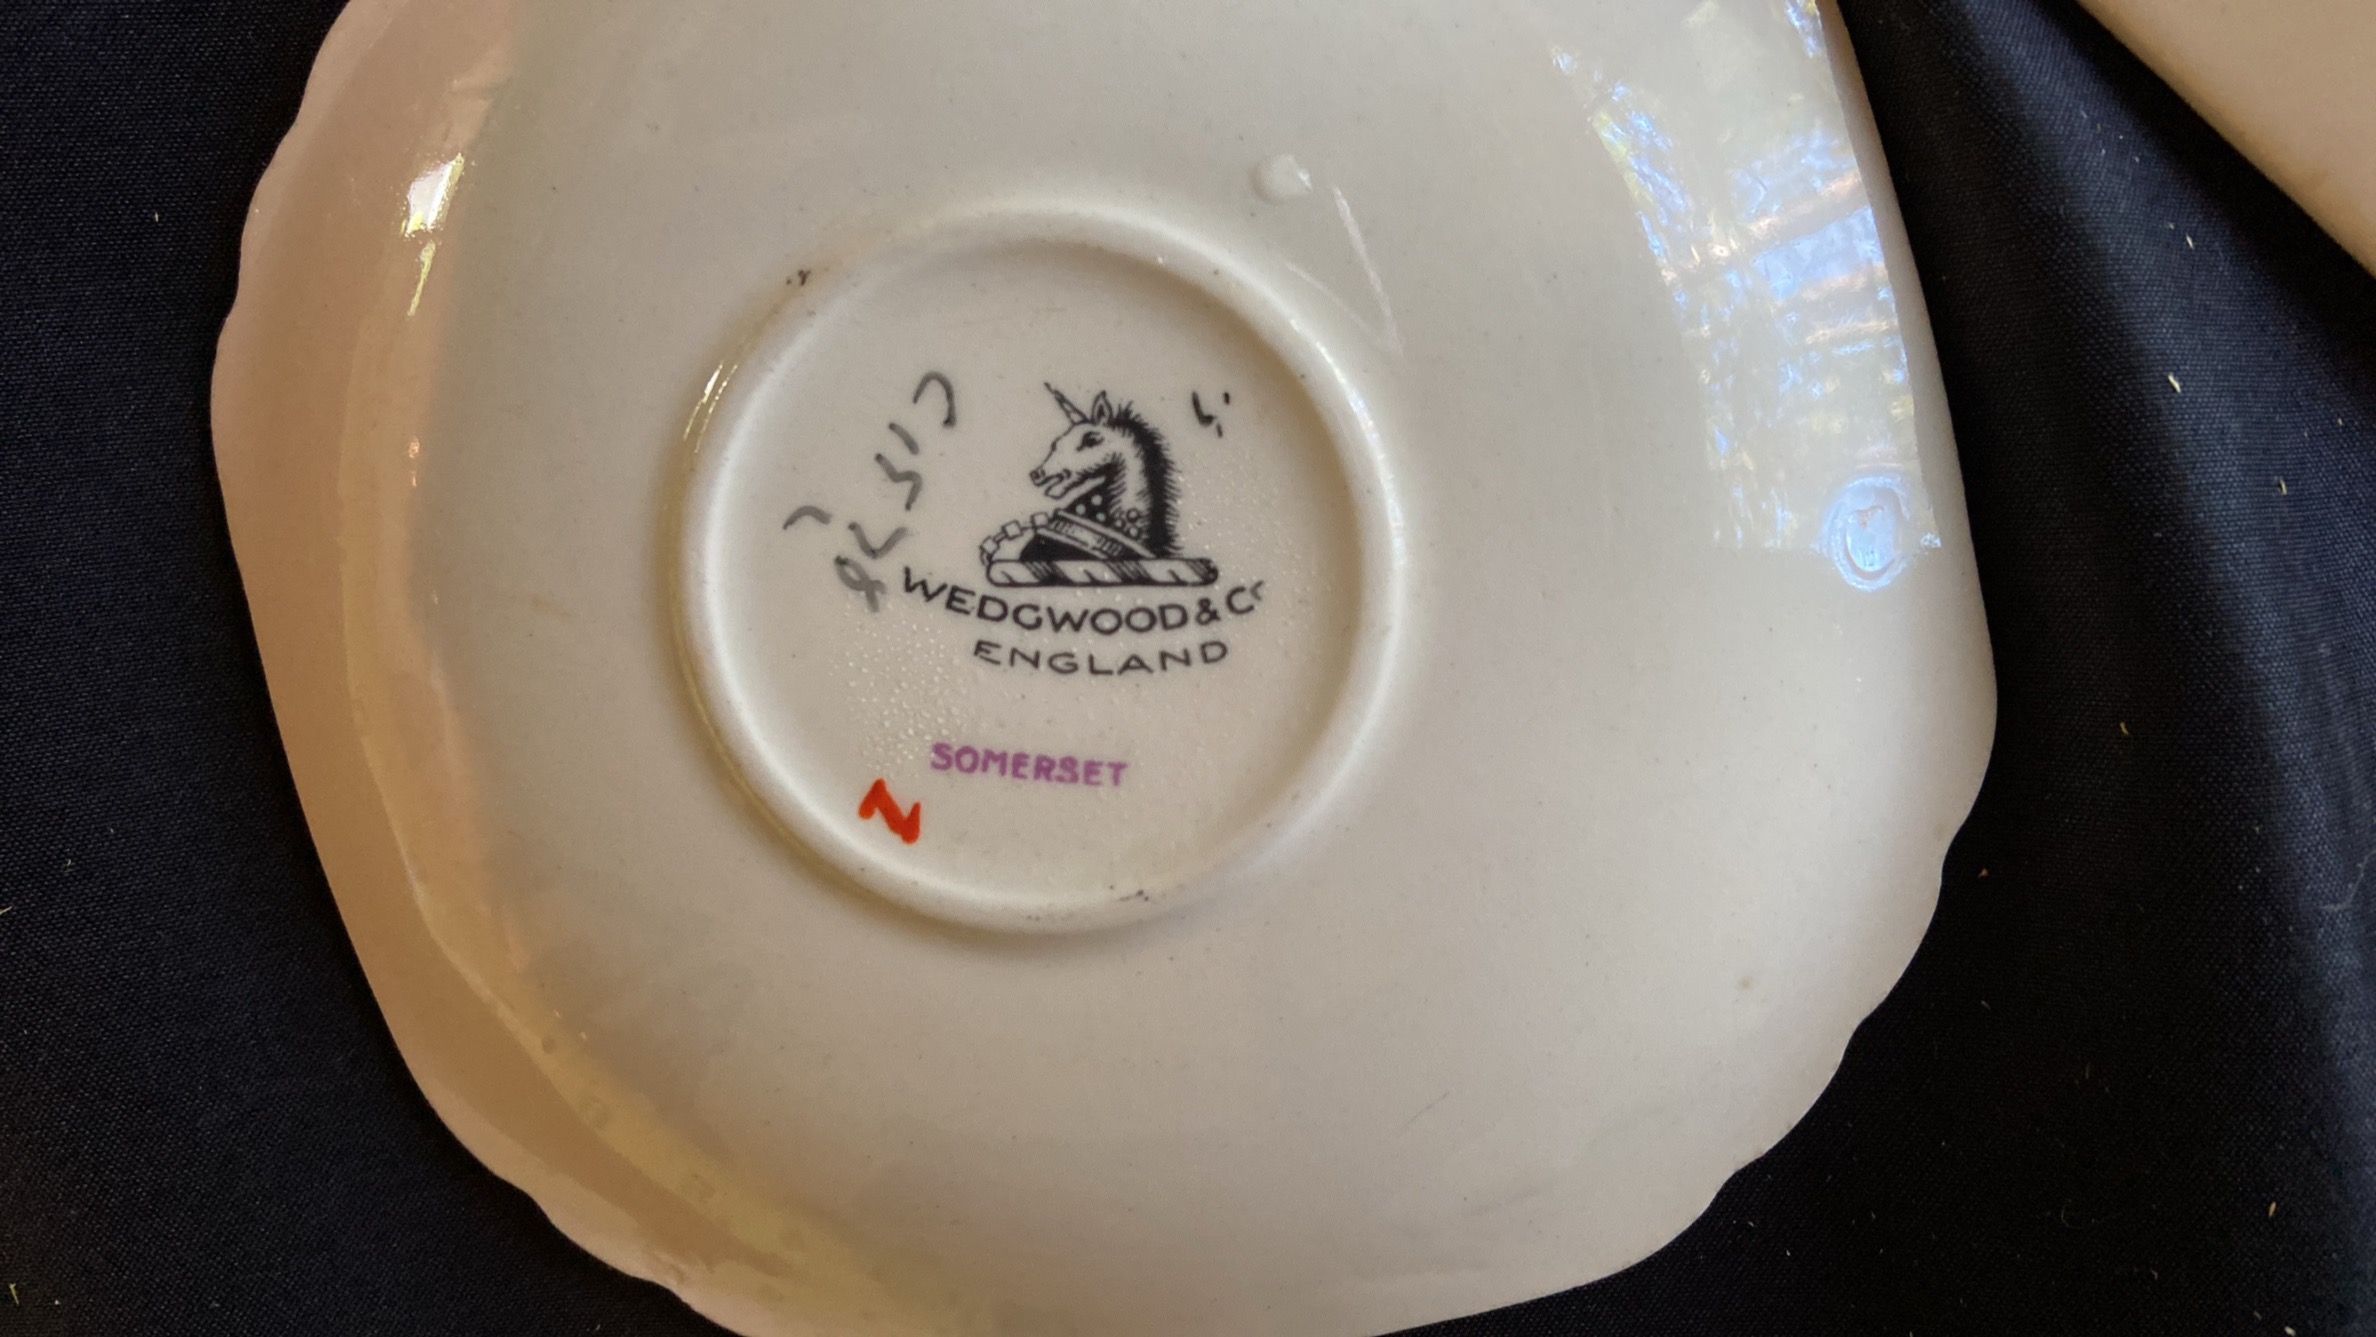 WEDGWOOD & Co
ENGLAND
SOMERSET
N